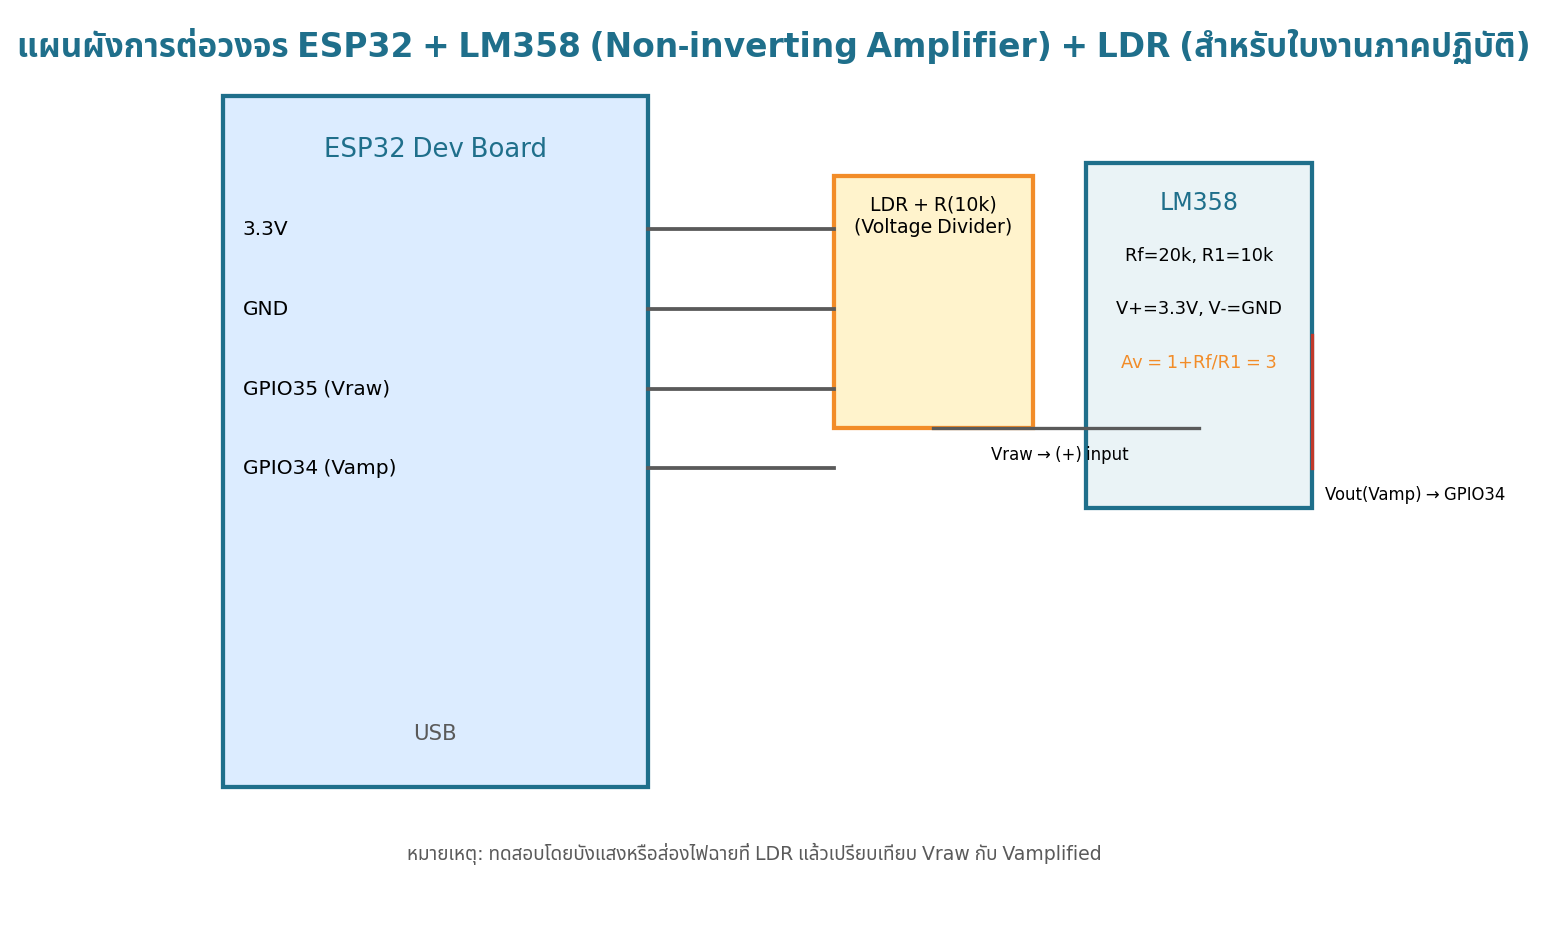 แผนผังการต่อวงจร ESP32 + LM358 (Non-inverting Amplifier) + LDR (สำหรับใบงานภาคปฏิบัติ)
ESP32 Dev Board
3.3V
GND
GPIO35 (Vraw)
GPIO34 (Vamp)
USB
LDR + R(10k)
(Voltage Divider)
LM358
Rf=20k, R1=10k
V+=3.3V, V-=GND
Av = 1+Rf/R1 = 3
Vraw → (+) input
Vout(Vamp) → GPIO34
หมายเหตุ: ทดสอบโดยบังแสงหรือส่องไฟฉายที่ LDR แล้วเปรียบเทียบ Vraw กับ Vamplified